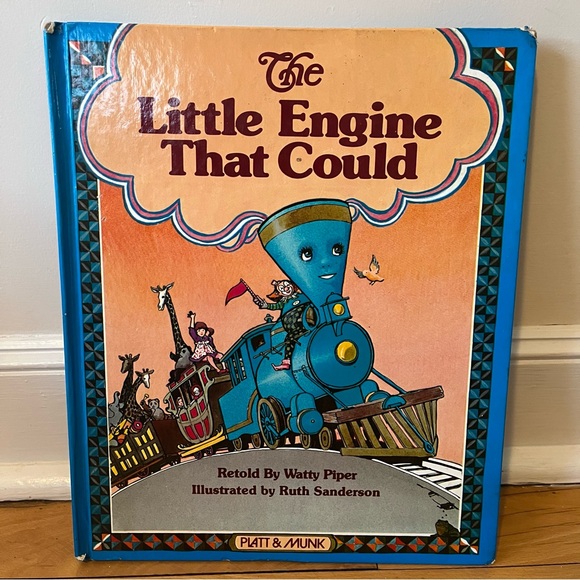 The
Little Engine
That Could
Retold By Watty Piper
Illustrated by Ruth Sanderson
PLATT & MUNK